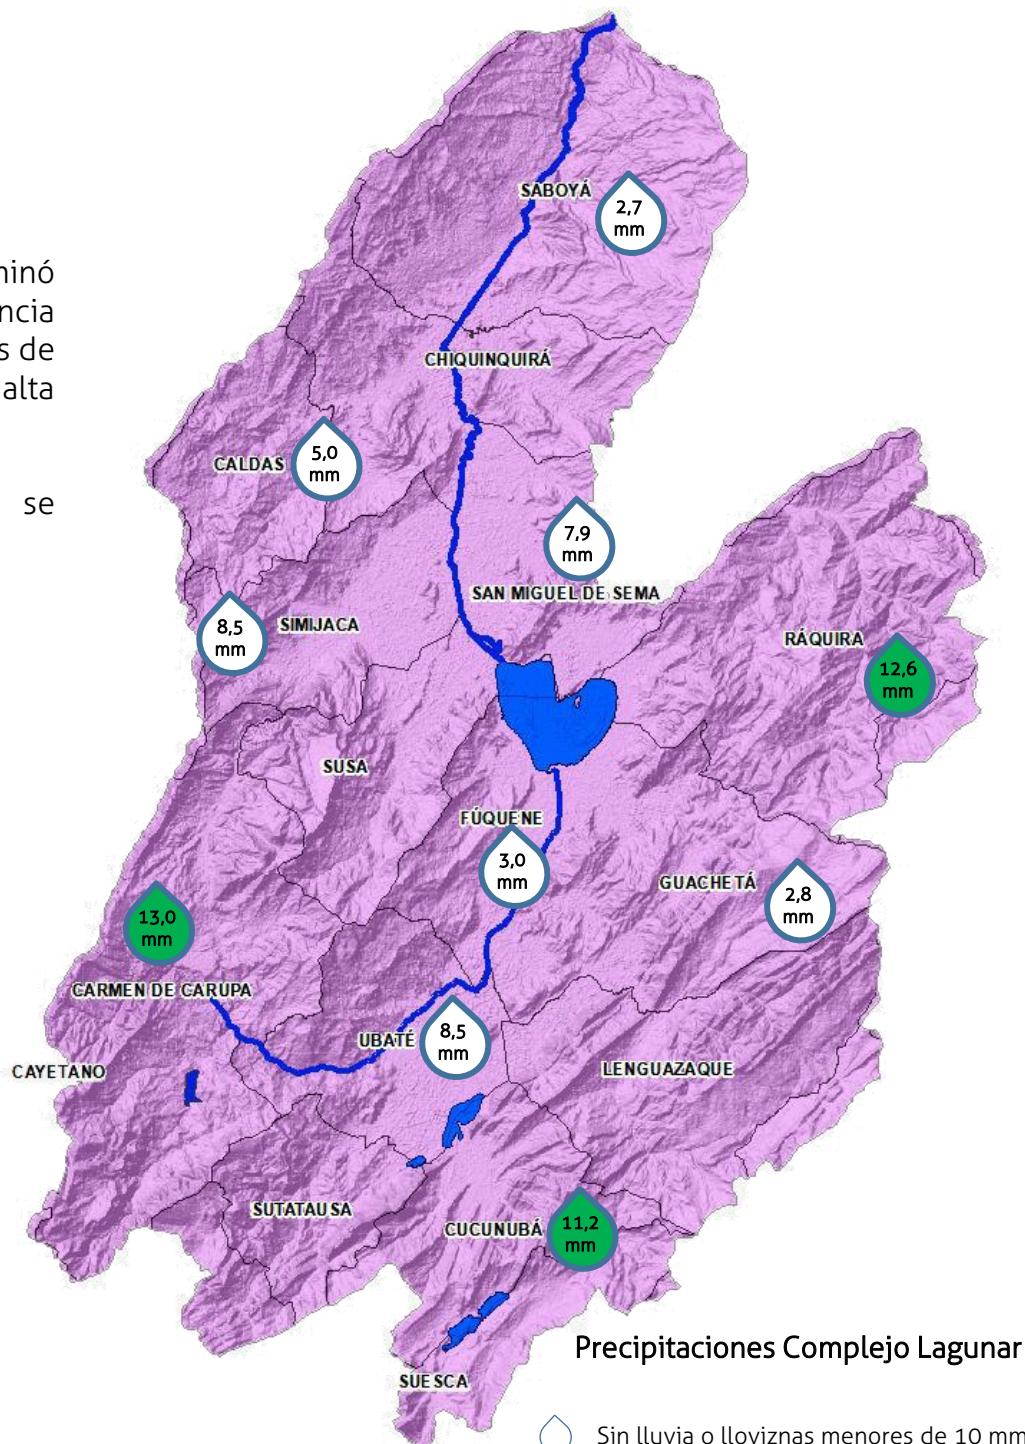 minó
ncia
s de
alta
se
SABOYÁ
2,7
mm
CHIQUINQUIRÁ
CALDAS
5,0
mm
7,9
mm
SAN MIGUEL DE SEMA
8,5
mm
SIMIJACA
RÁQUIRA
12,6
mm
SUSA
FÚQUENE
3,0
mm
GUACHETÁ
2,8
mm
13,0
mm
CARMEN DE CARUPA
UBATÉ
8,5
mm
CAYETANO
LENGUAZAQUE
SUTATAUSA
CUCUNUBÁ
11,2
mm
Precipitaciones Complejo Lagunar
SUESCA
Sin lluvia o lloviznas menores de 10 mm